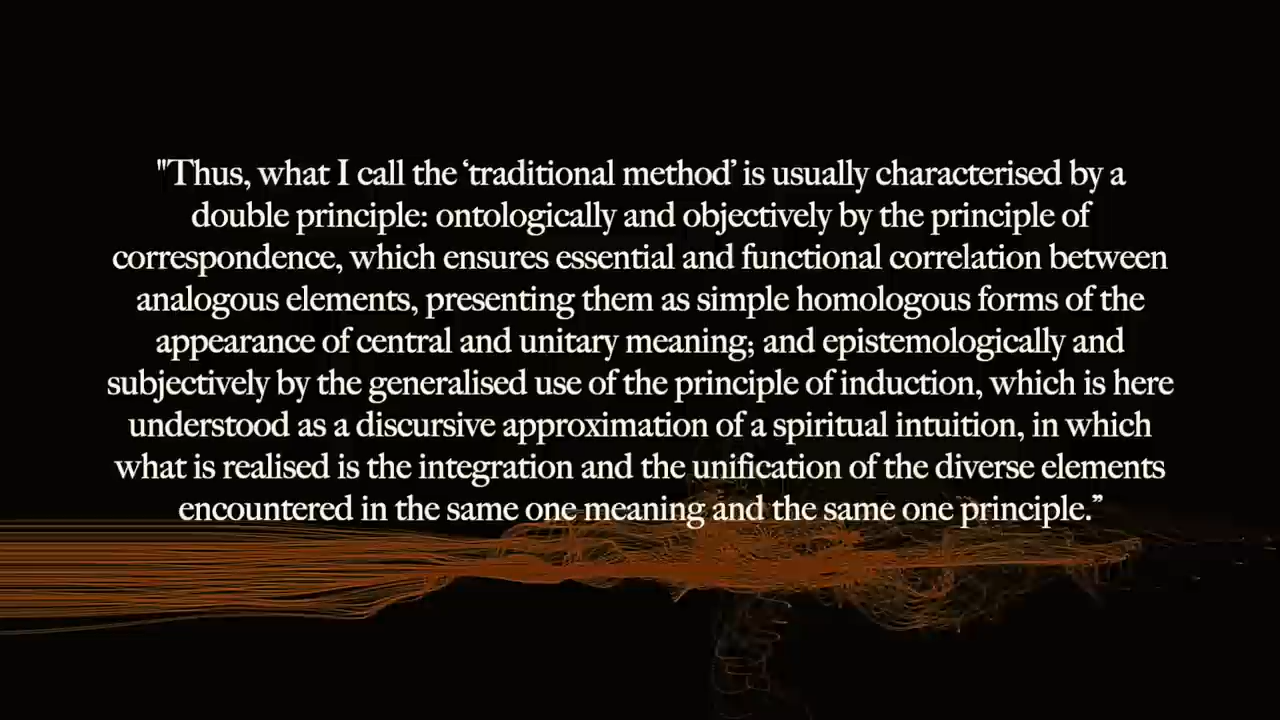 "Thus, what I call the ‘traditional method’ is usually characterised by a
double principle: ontologically and objectively by the principle of
correspondence, which ensures essential and functional correlation between
analogous elements, presenting them as simple homologous forms of the
appearance of central and unitary meaning; and epistemologically and
subjectively by the generalised use of the principle of induction, which is here
understood as a discursive approximation of a spiritual intuition, in which
what is realised is the integration and the unification of the diverse elements
encountered in the same one meaning and the same one principle.”